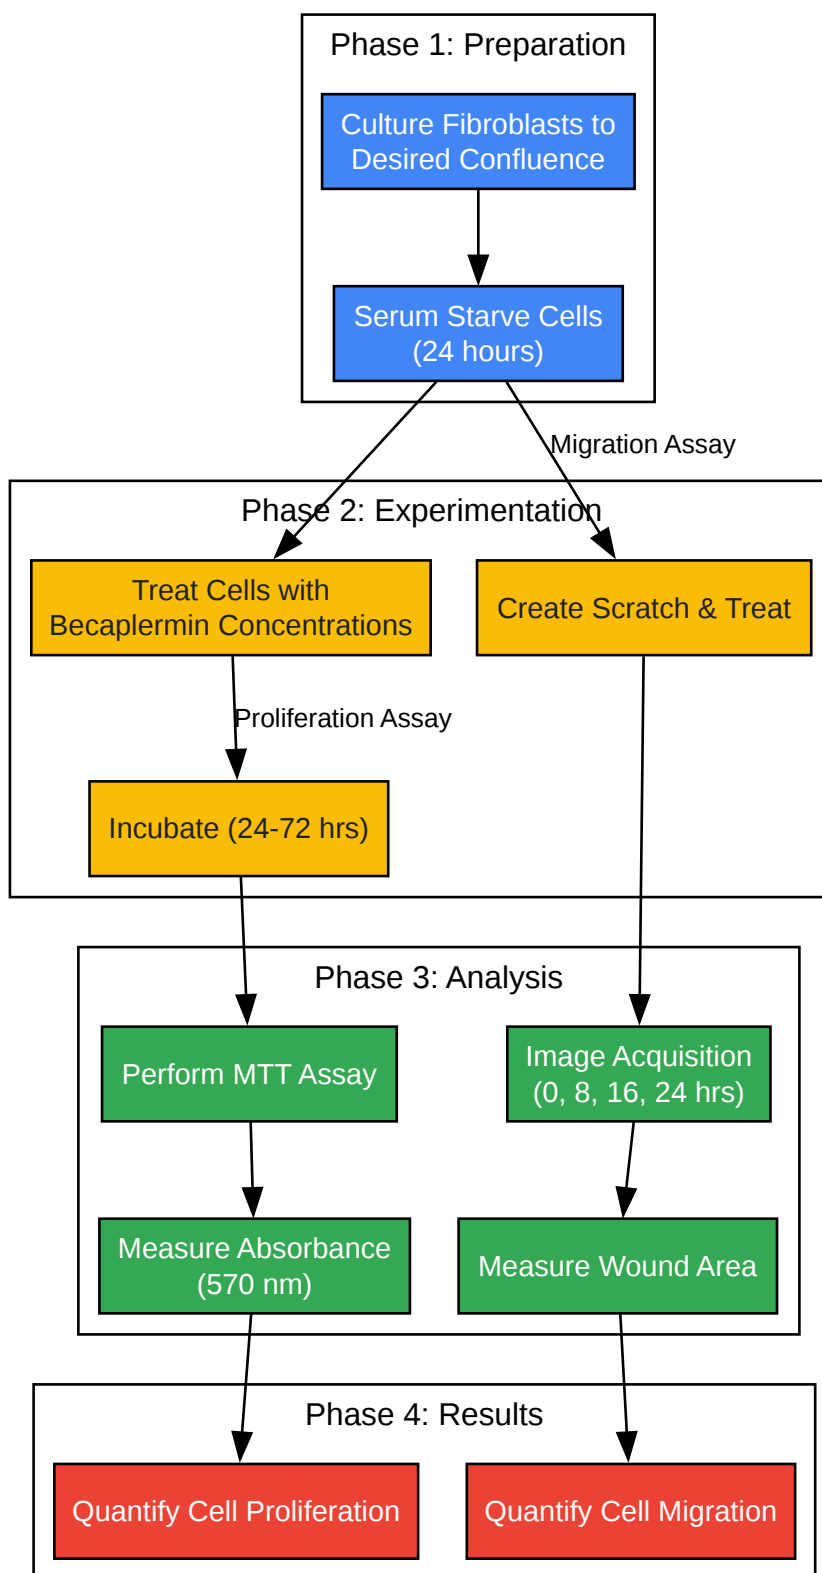 Phase 1: Preparation
Culture Fibroblasts to
Desired Confluence
Serum Starve Cells
(24 hours)
Migration Assay
Phase 2: Experimentation
Treat Cells with
Becaplermin Concentrations
Create Scratch & Treat
Proliferation Assay
Incubate (24-72 hrs)
Phase 3: Analysis
Perform MTT Assay
Image Acquisition
(0, 8, 16, 24 hrs)
Measure Absorbance
(570 nm)
Measure Wound Area
Phase 4: Results
Quantify Cell Proliferation
Quantify Cell Migration